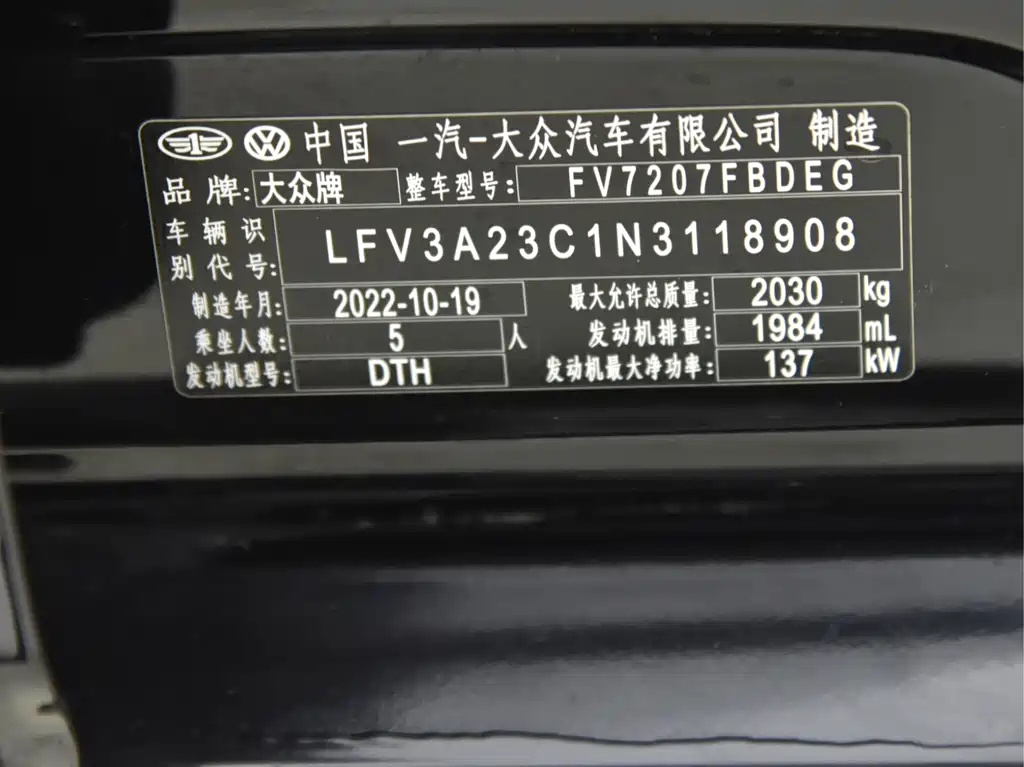 中国 一汽-大众汽车有限公司 制造
品牌: 大众牌 整车型号: FV7207FBDEG
车辆识别代号: LFV3A23C1N3118908
制造年月: 2022-10-19 最大允许总质量: 2030 kg
乘坐人数: 5 人 发动机排量: 1984 mL
发动机型号: DTH 发动机最大净功率: 137 kW